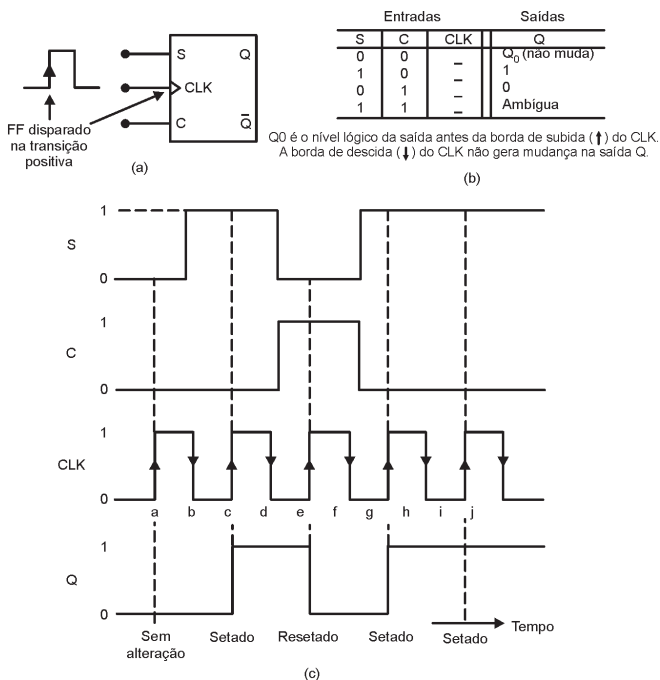 S Q
CLK
C Q̅
FF disparado
na transição
positiva
(a)
Entradas Saídas
S C CLK Q
0 0 _ Q0 (não muda)
1 0 _ 1
0 1 _ 0
1 1 _ Ambígua
Q0 é o nível lógico da saída antes da borda de subida (↑) do CLK.
A borda de descida (↓) do CLK não gera mudança na saída Q.
(b)
1
S
0
1
C
0
1
CLK
0
a b c d e f g h i j
1
Q
0
Sem
alteração
Setado Resetado Setado Setado
Tempo
(c)